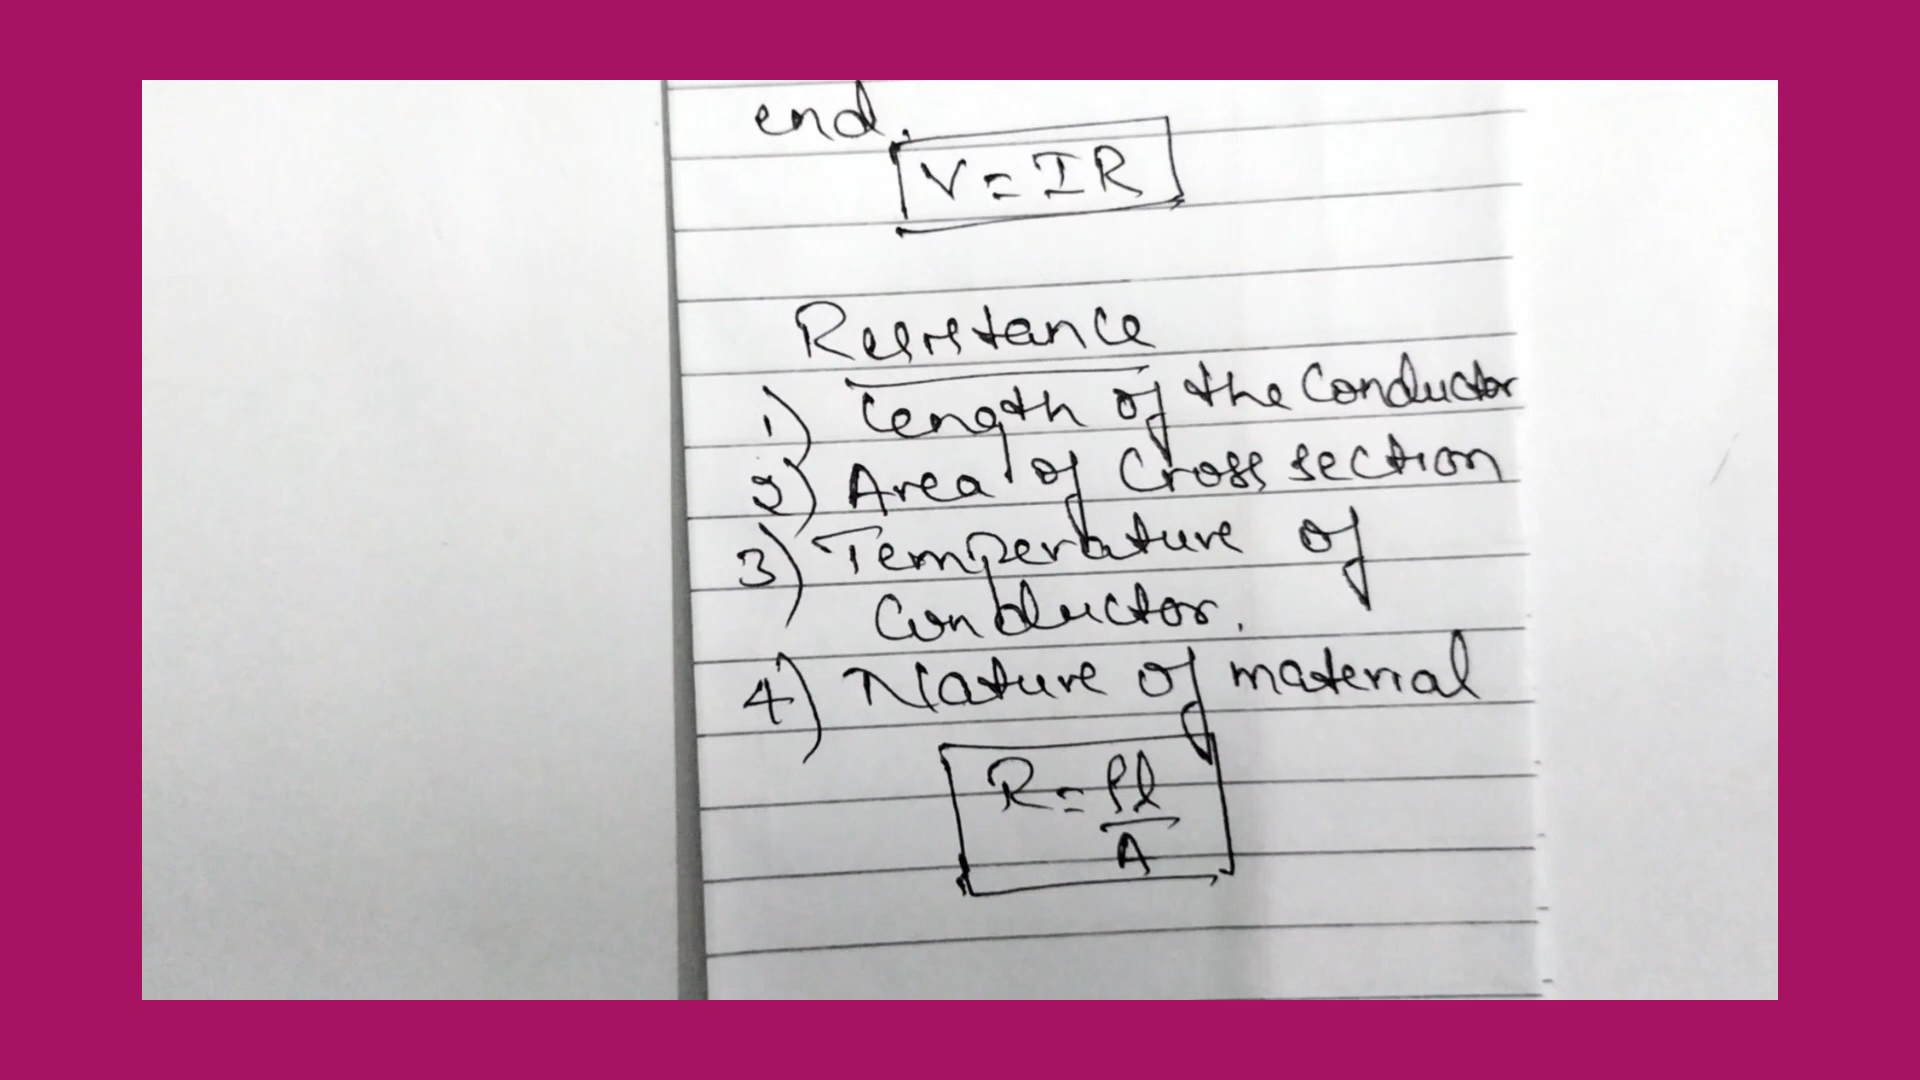 end.
V = IR
Resistance
1) Length of the Conductor
2) Area of Cross section
3) Temperature of
Conductor.
4) Nature of material
R = ρl
A